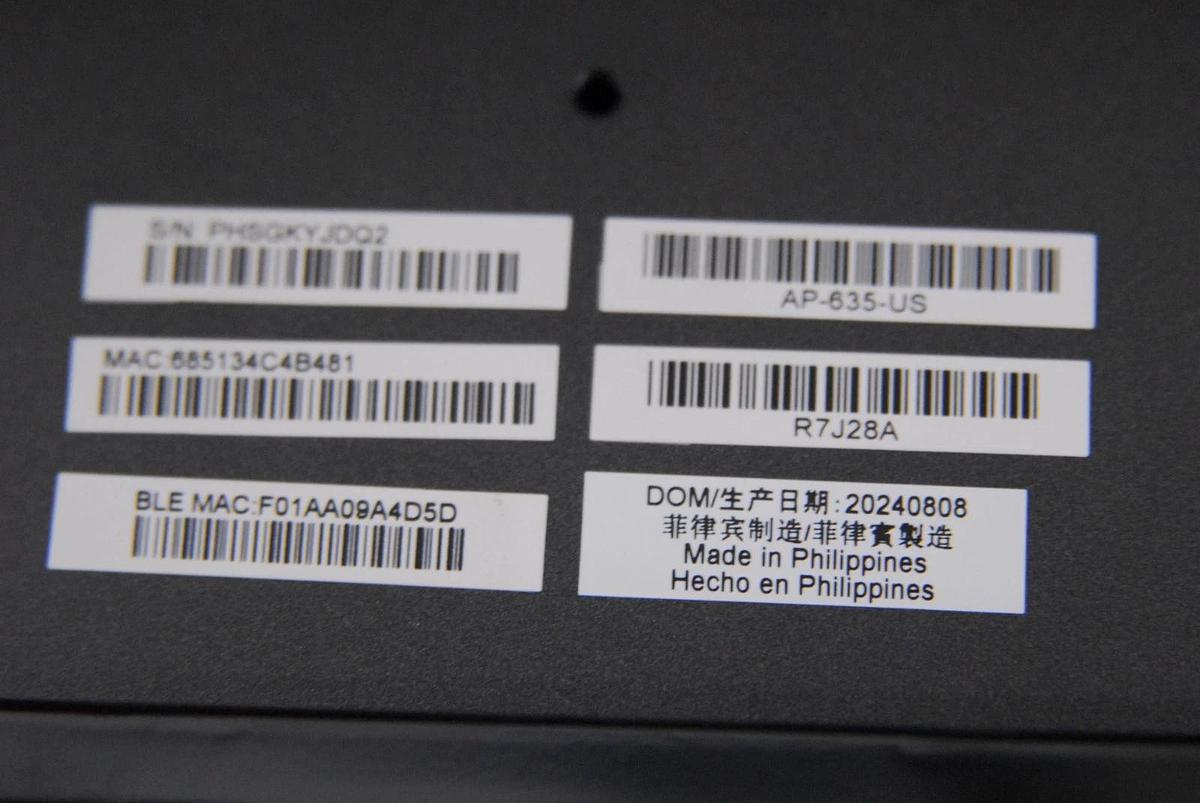 S/N PHSGKYJDQ2
AP-635-US
MAC:685134C4B481
R7J28A
BLE MAC:F01AA09A4D5D
DOM/生产日期:20240808
菲律宾制造/菲律賓製造
Made in Philippines
Hecho en Philippines